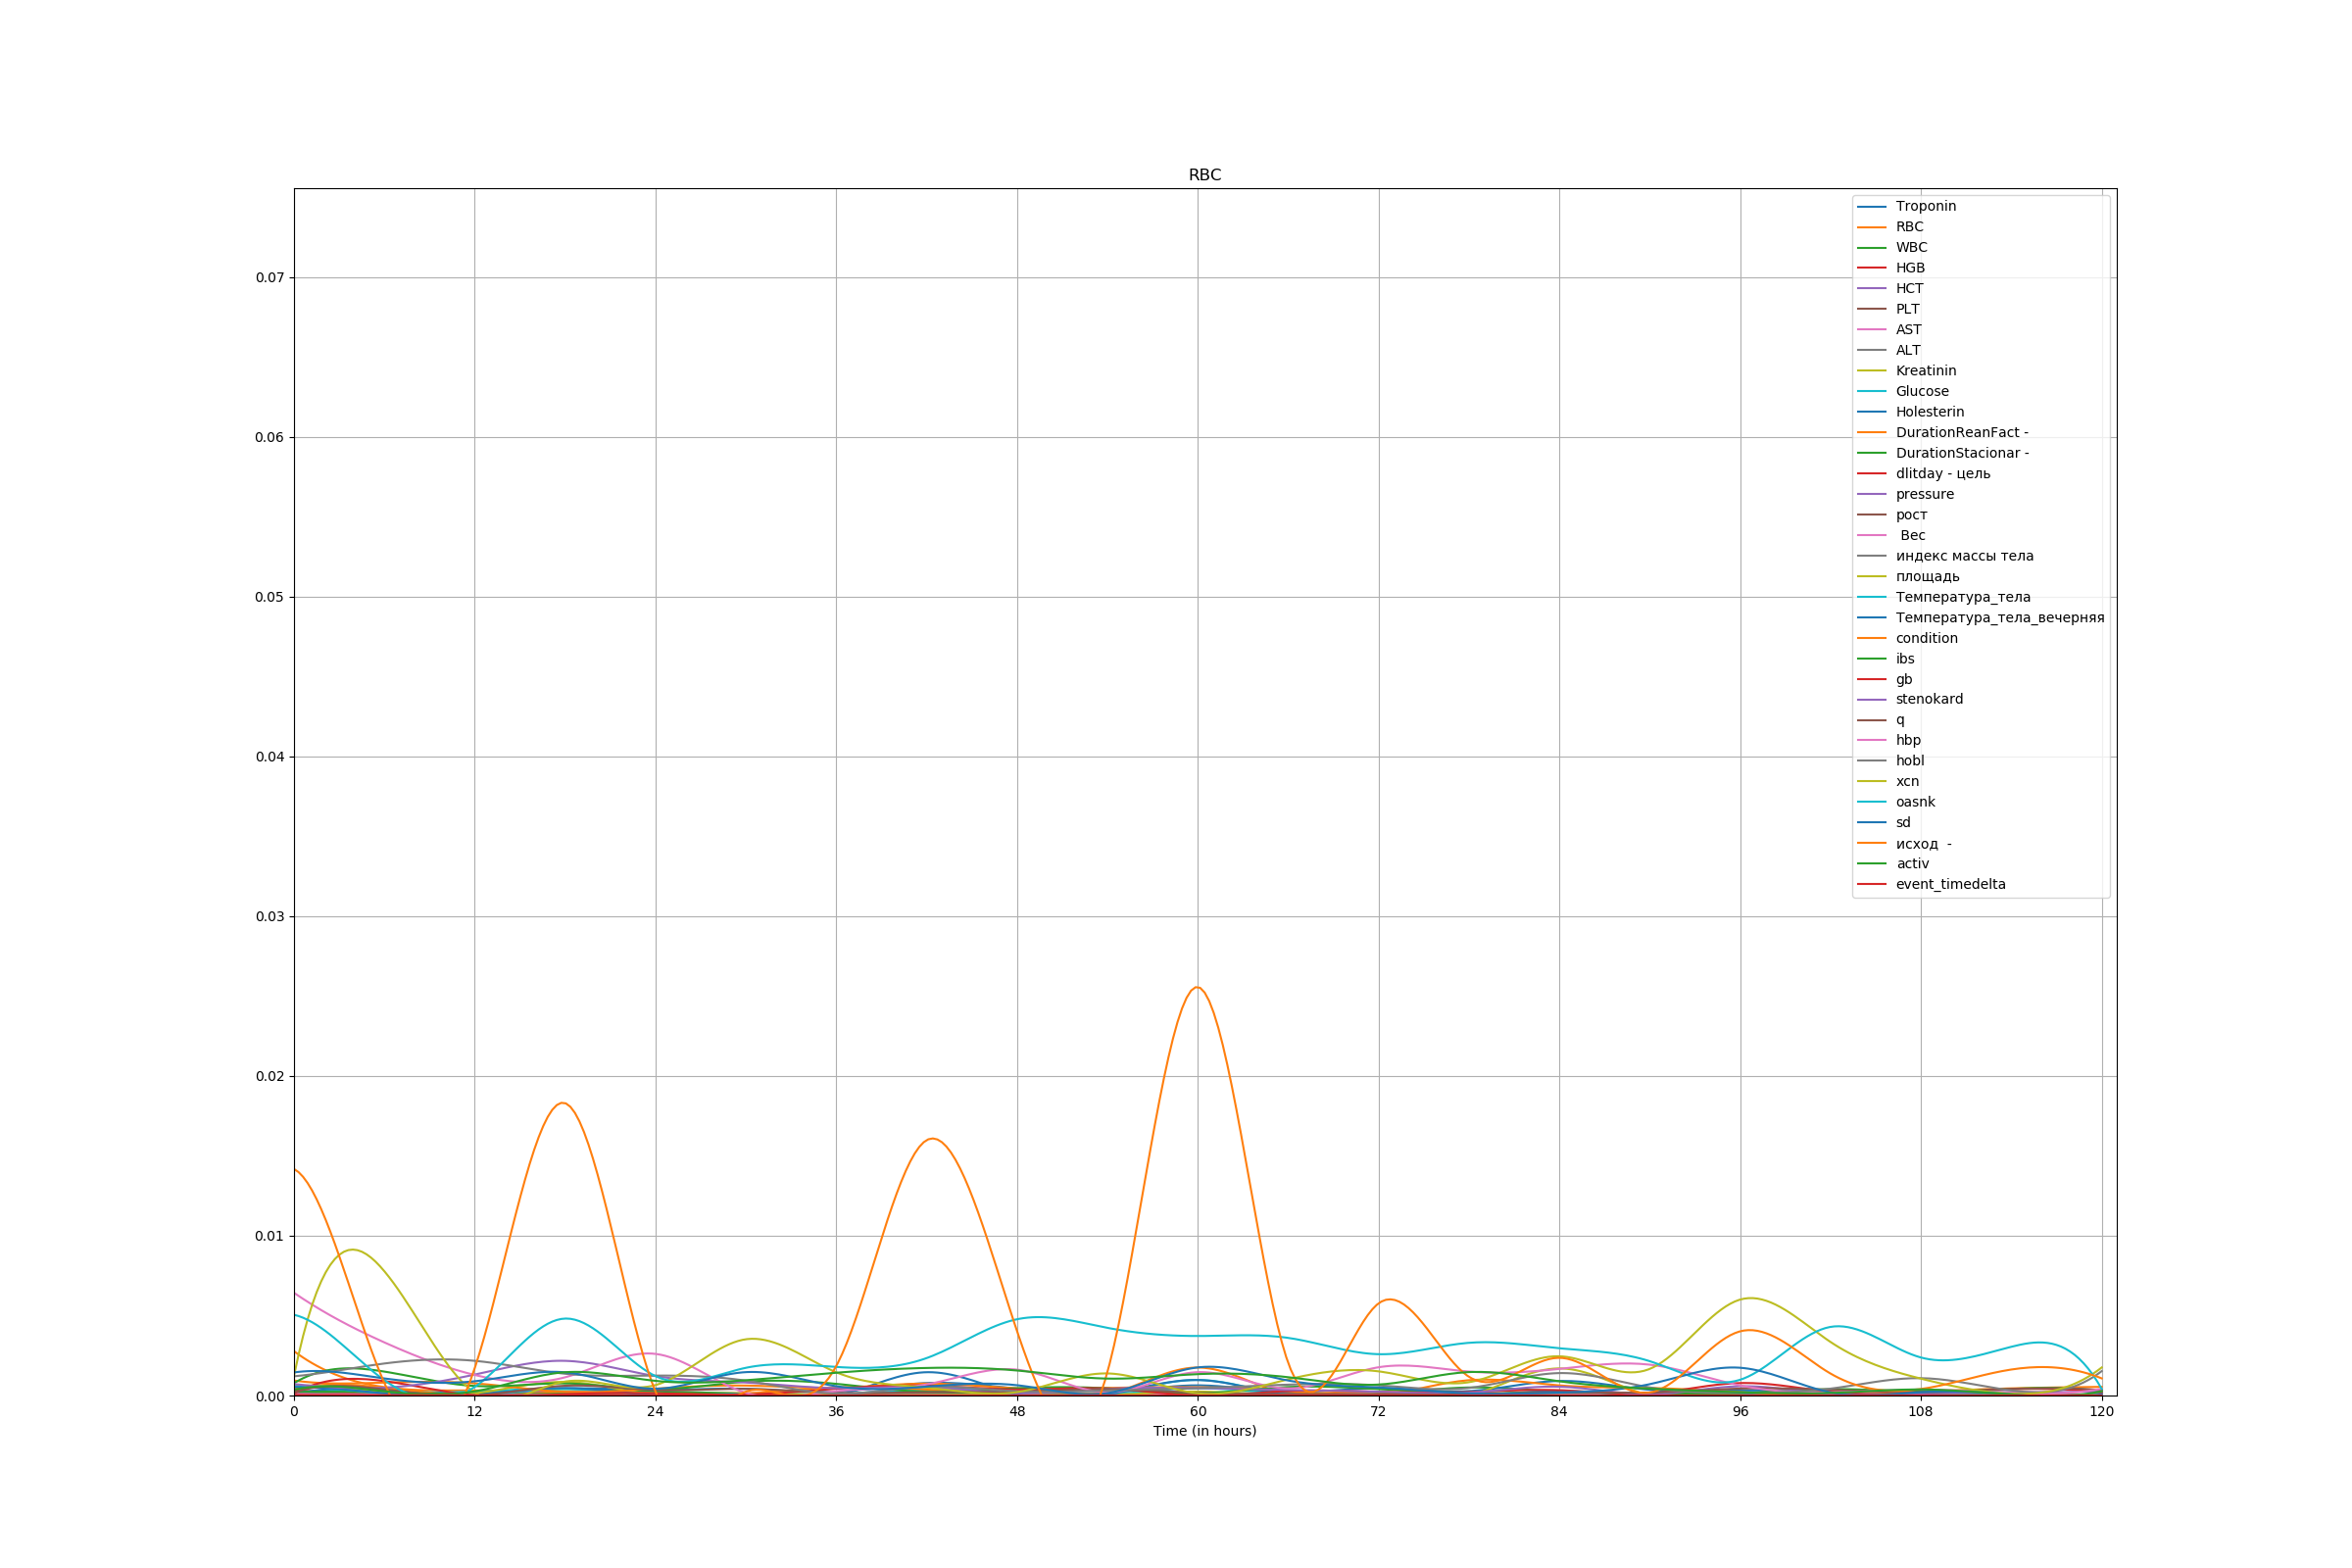 RBC
0.07
0.06
0.05
0.04
0.03
0.02
0.01
0.00
0 12 24 36 48 60 72 84 96 108 120
Time (in hours)
Troponin
RBC
WBC
HGB
HCT
PLT
AST
ALT
Kreatinin
Glucose
Holesterin
DurationReanFact -
DurationStacionar -
dlitday - цель
pressure
рост
Вес
индекс массы тела
площадь
Температура_тела
Температура_тела_вечерняя
condition
ibs
gb
stenokard
q
hbp
hobl
xcn
oasnk
sd
исход  -
activ
event_timedelta